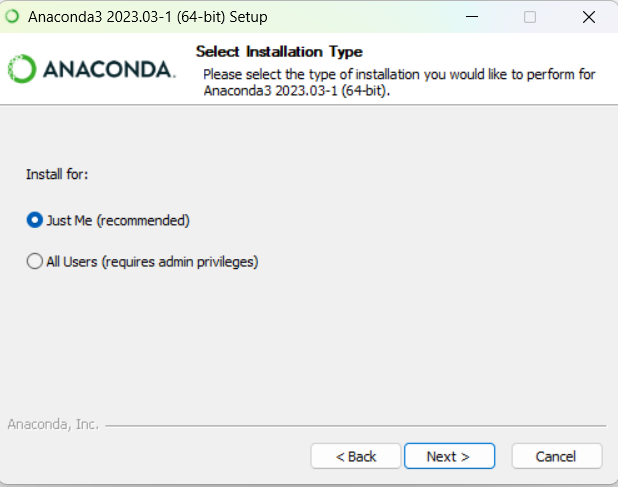 Anaconda3 2023.03-1 (64-bit) Setup
ANACONDA.
Select Installation Type
Please select the type of installation you would like to perform for
Anaconda3 2023.03-1 (64-bit).
Install for:
Just Me (recommended)
All Users (requires admin privileges)
Anaconda, Inc.
< Back
Next >
Cancel